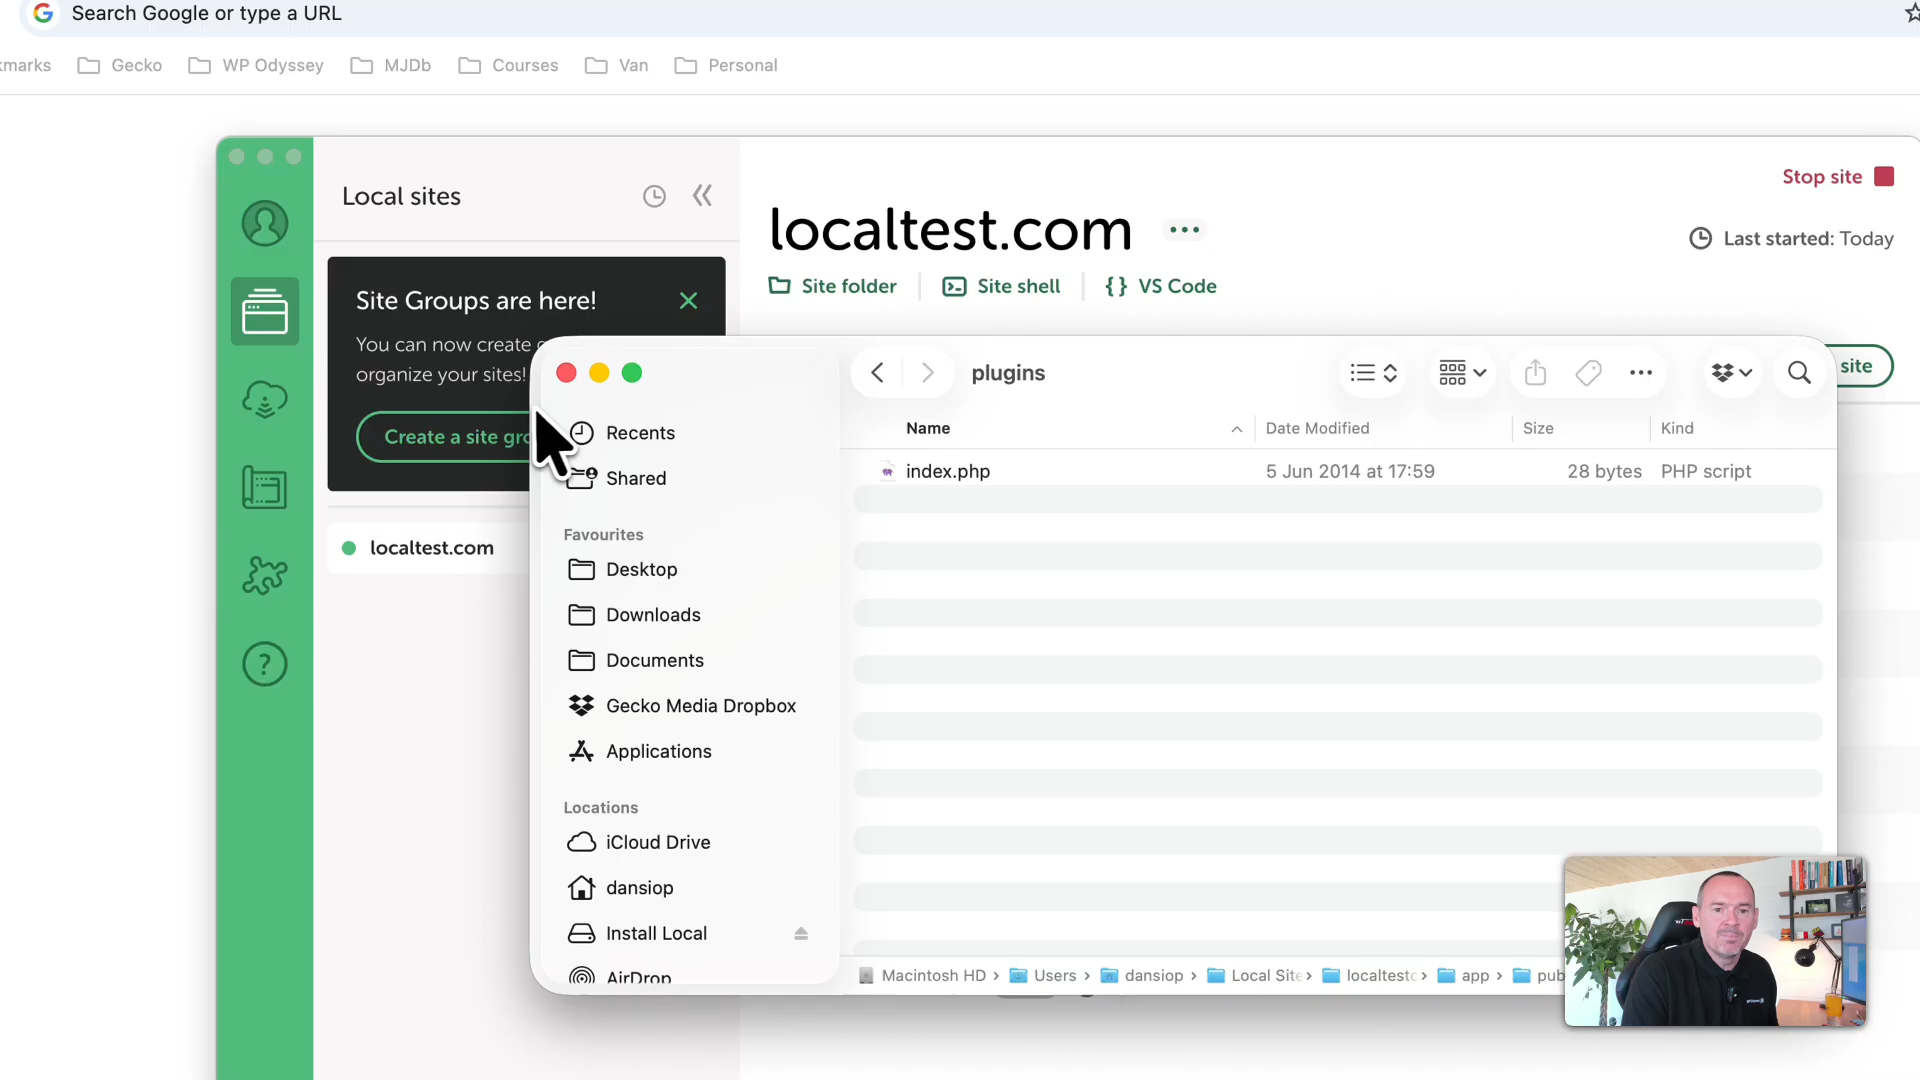 Search Google or type a URL
kmarks Gecko WP Odyssey MJDb Courses Van Personal
Local sites
Site Groups are here!
You can now create
organize your sites!
Create a site gro
localtest.com
localtest.com
Site folder Site shell {} VS Code
Stop site
Last started: Today
site
plugins
Name Date Modified Size Kind
index.php 5 Jun 2014 at 17:59 28 bytes PHP script
Recents
Shared
Favourites
Desktop
Downloads
Documents
Gecko Media Dropbox
Applications
Locations
iCloud Drive
dansiop
Install Local
AirDrop
Macintosh HD › Users › dansiop › Local Site › localtestc › app › pub